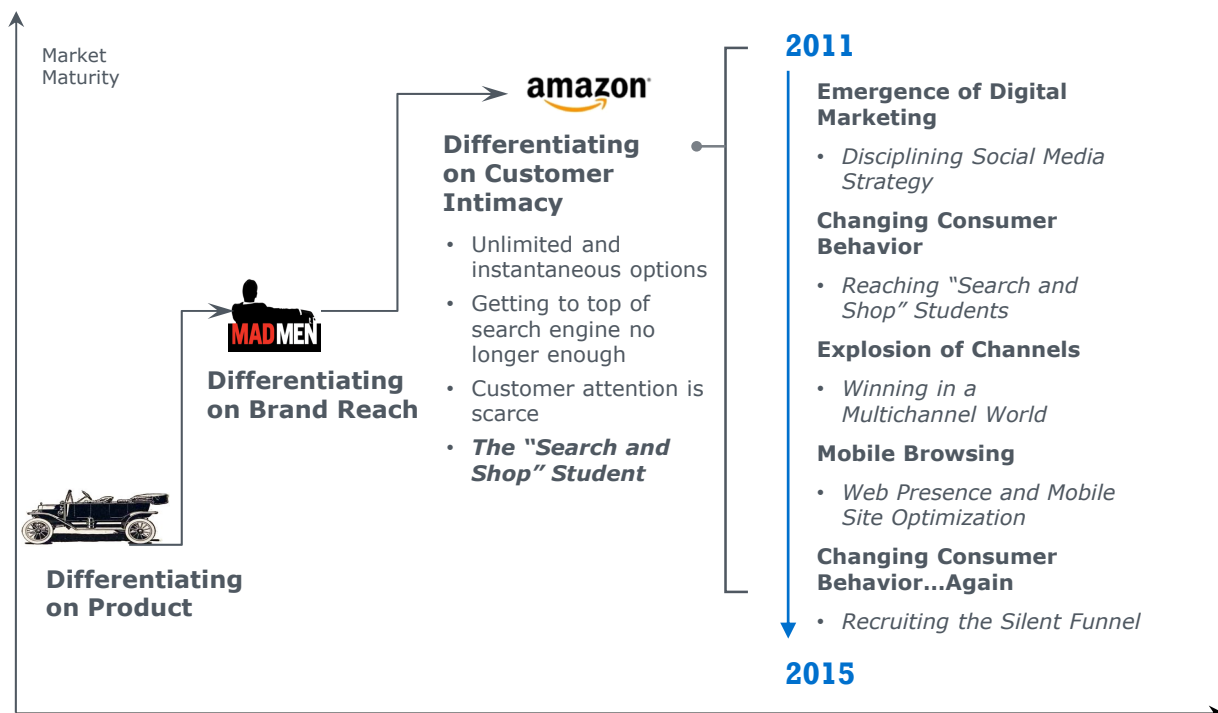 Market
Maturity
amazon
Differentiating
on Customer
Intimacy
• Unlimited and
instantaneous options
• Getting to top of
search engine no
longer enough
• Customer attention is
scarce
• The “Search and
Shop” Student
MADMEN
Differentiating
on Brand Reach
Differentiating
on Product
2011
Emergence of Digital
Marketing
• Disciplining Social Media
Strategy
Changing Consumer
Behavior
• Reaching “Search and
Shop” Students
Explosion of Channels
• Winning in a
Multichannel World
Mobile Browsing
• Web Presence and Mobile
Site Optimization
Changing Consumer
Behavior...Again
• Recruiting the Silent Funnel
2015